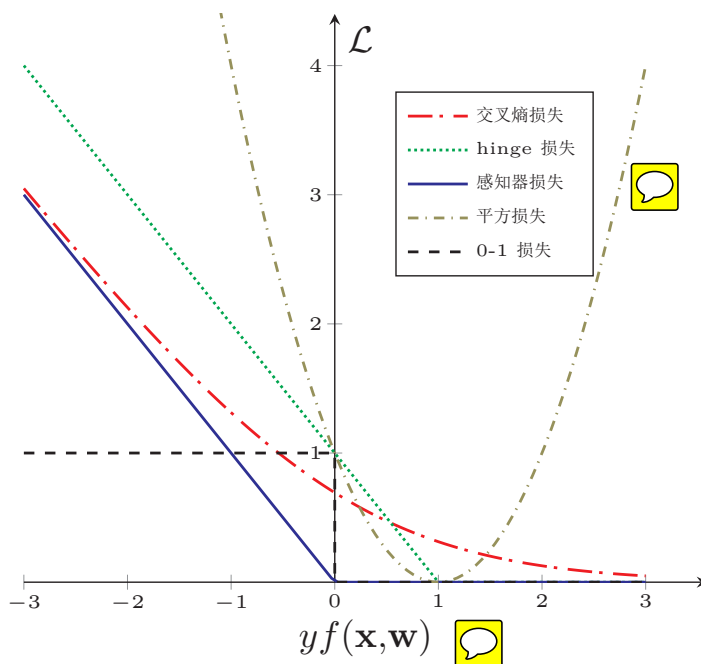 ℒ
4
交叉熵损失
hinge 损失
感知器损失
平方损失
0-1 损失
3
2
1
−3 −2 −1 0 1 2 3
yf(x,w)